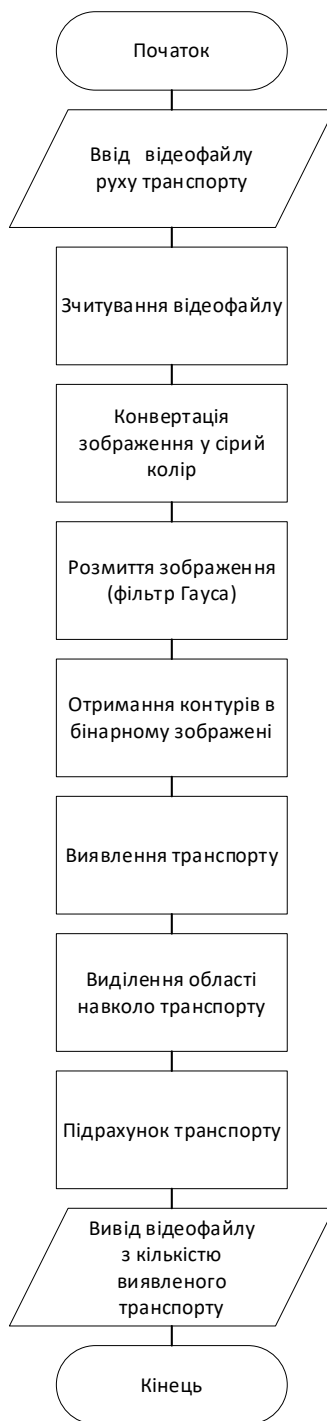 Початок
Ввід відеофайлу
руху транспорту
Зчитування відеофайлу
Конвертація
зображення у сірий
колір
Розмиття зображення
(фільтр Гауса)
Отримання контурів в
бінарному зображені
Виявлення транспорту
Виділення області
навколо транспорту
Підрахунок транспорту
Вивід відеофайлу
з кількістю
виявленого
транспорту
Кінець